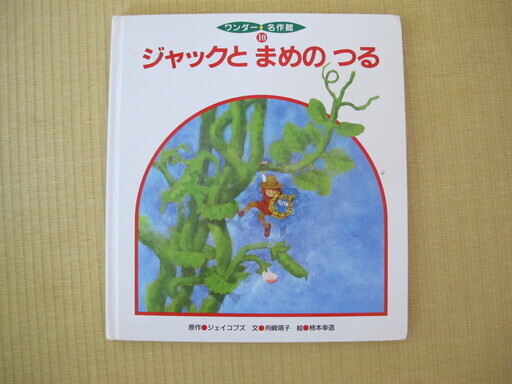 ワンダー名作館
10
ジャックと まめの つる
原作●ジェイコブズ 文●舟崎靖子 絵●柿本幸造